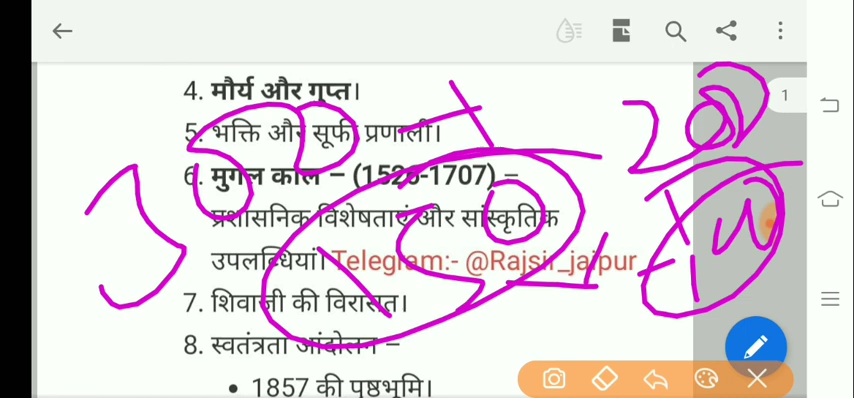 4. मौर्य और गुप्त।
5. भक्ति और सूफी प्रणाली।
6. मुगल काल – (1526-1707) –
प्रशासनिक विशेषताएं और सांस्कृतिक
उपलब्धियां। Telegram:- @Rajsir_jaipur
7. शिवाजी की विरासत।
8. स्वतंत्रता आंदोलन –
• 1857 की पृष्ठभूमि।
1